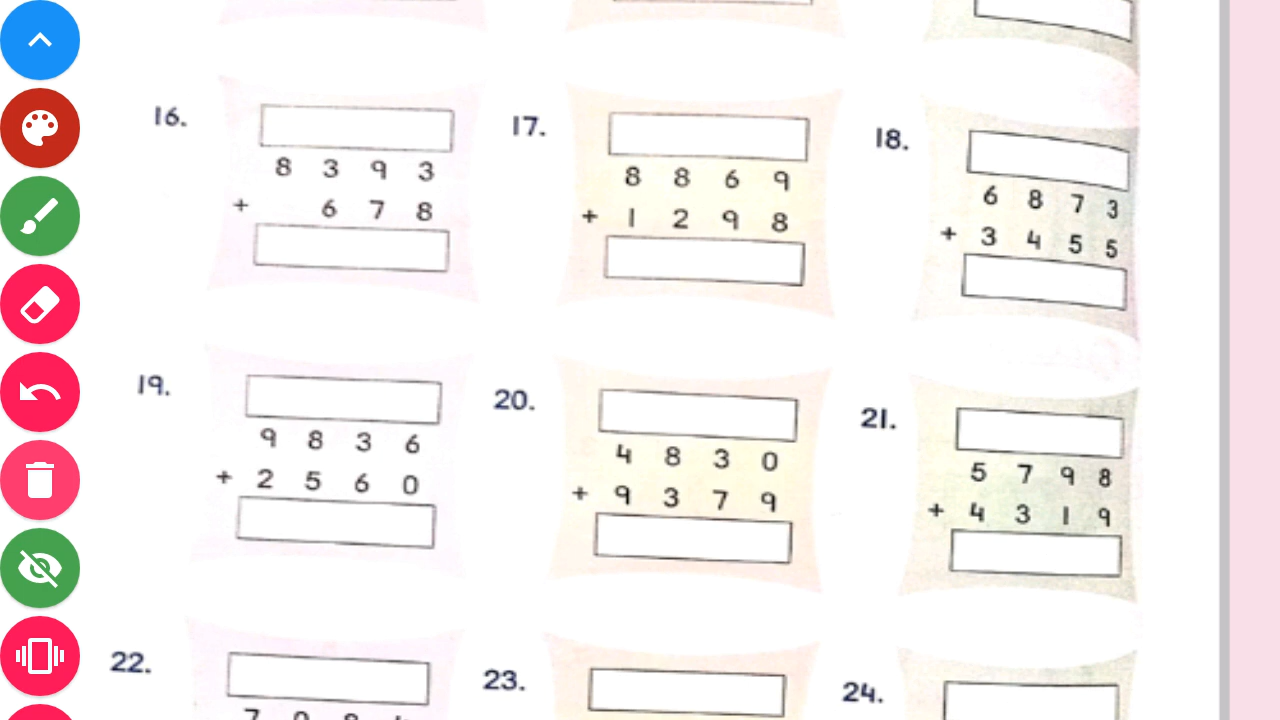 16.
8 3 9 3
+ 6 7 8
17.
8 8 6 9
+ 1 2 9 8
18.
6 8 7 3
+ 3 4 5 5
19.
9 8 3 6
+ 2 5 6 0
20.
4 8 3 0
+ 9 3 7 9
21.
5 7 9 8
+ 4 3 1 9
22.
23.
24.